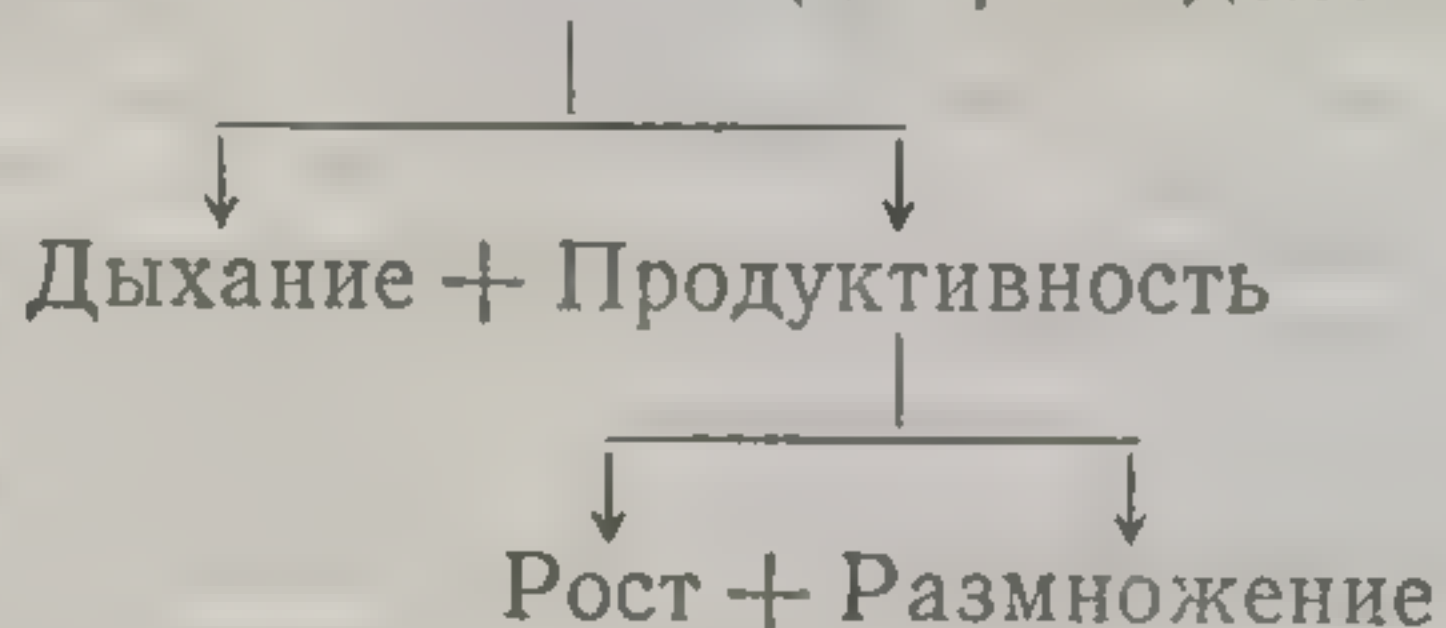 Дыхание + Продуктивность
Рост + Размножение